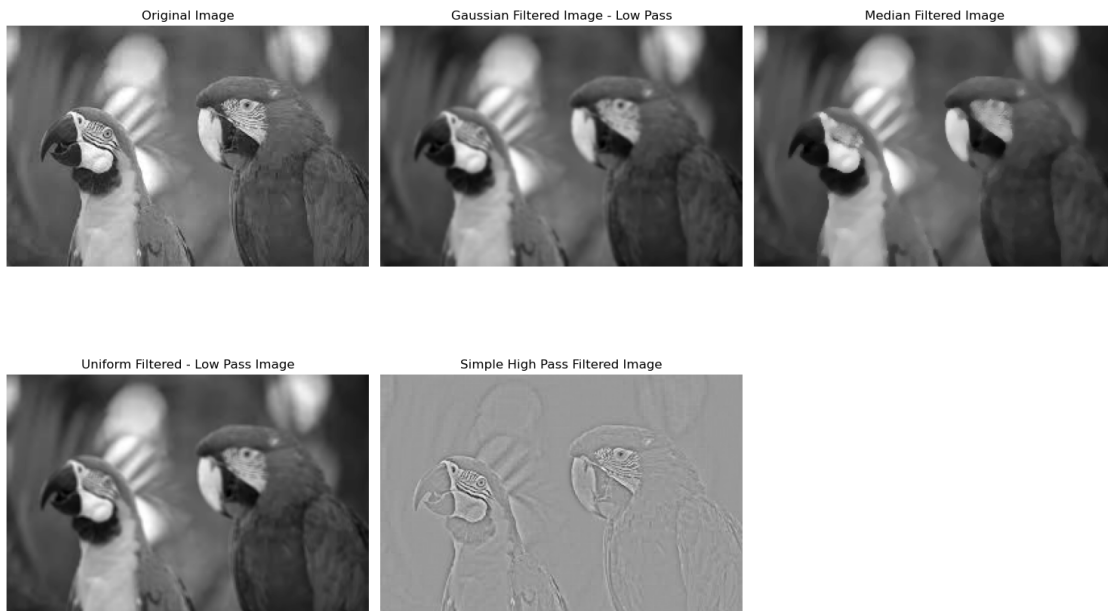 Original Image
Gaussian Filtered Image - Low Pass
Median Filtered Image
Uniform Filtered - Low Pass Image
Simple High Pass Filtered Image